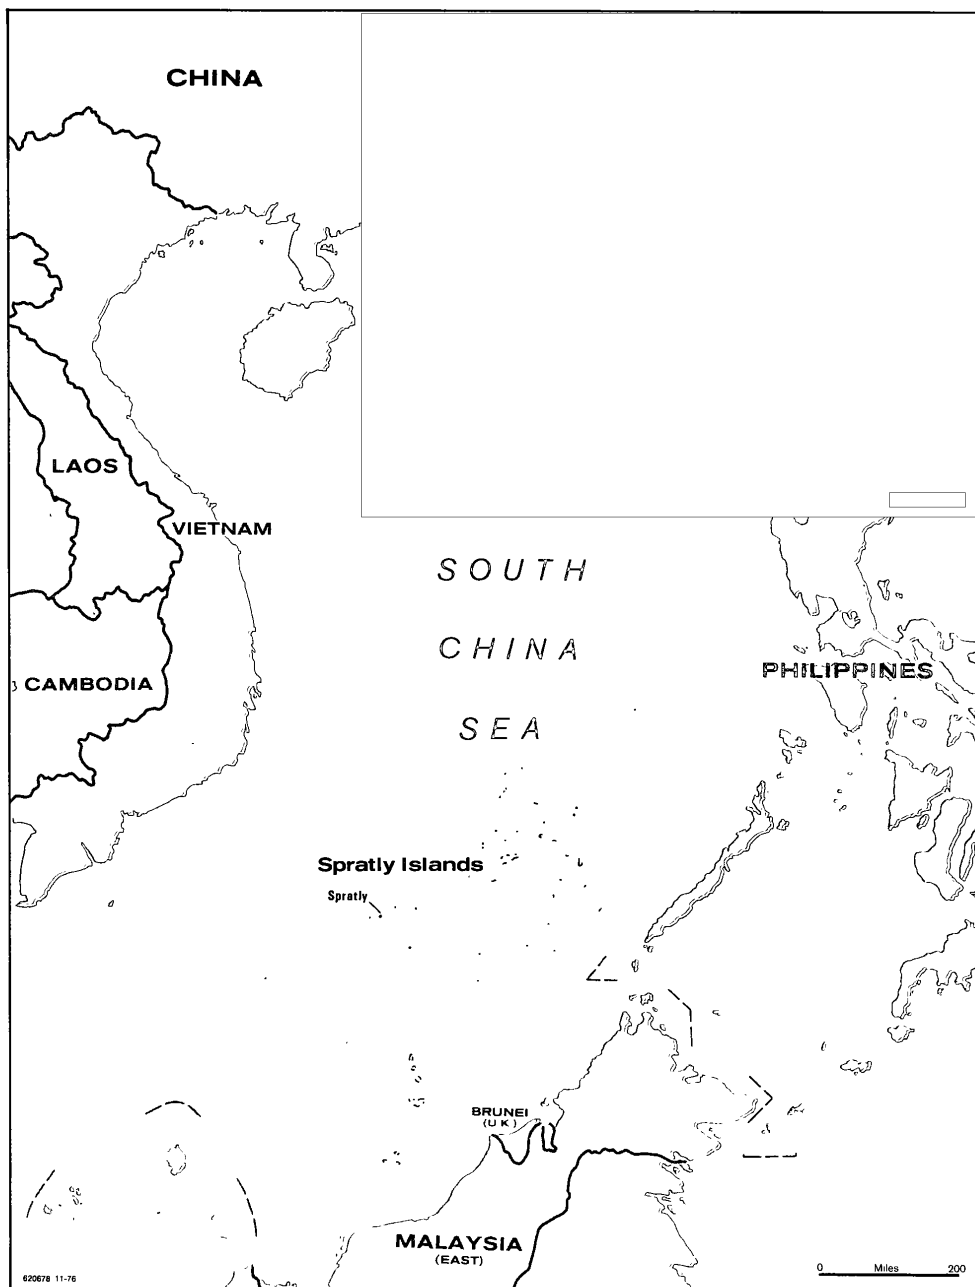 CHINA
LAOS
VIETNAM
SOUTH
CHINA
SEA
PHILIPPINES
CAMBODIA
Spratly Islands
Spratly
BRUNEI
(U K)
MALAYSIA
(EAST)
620678 11-76
0 Miles 200